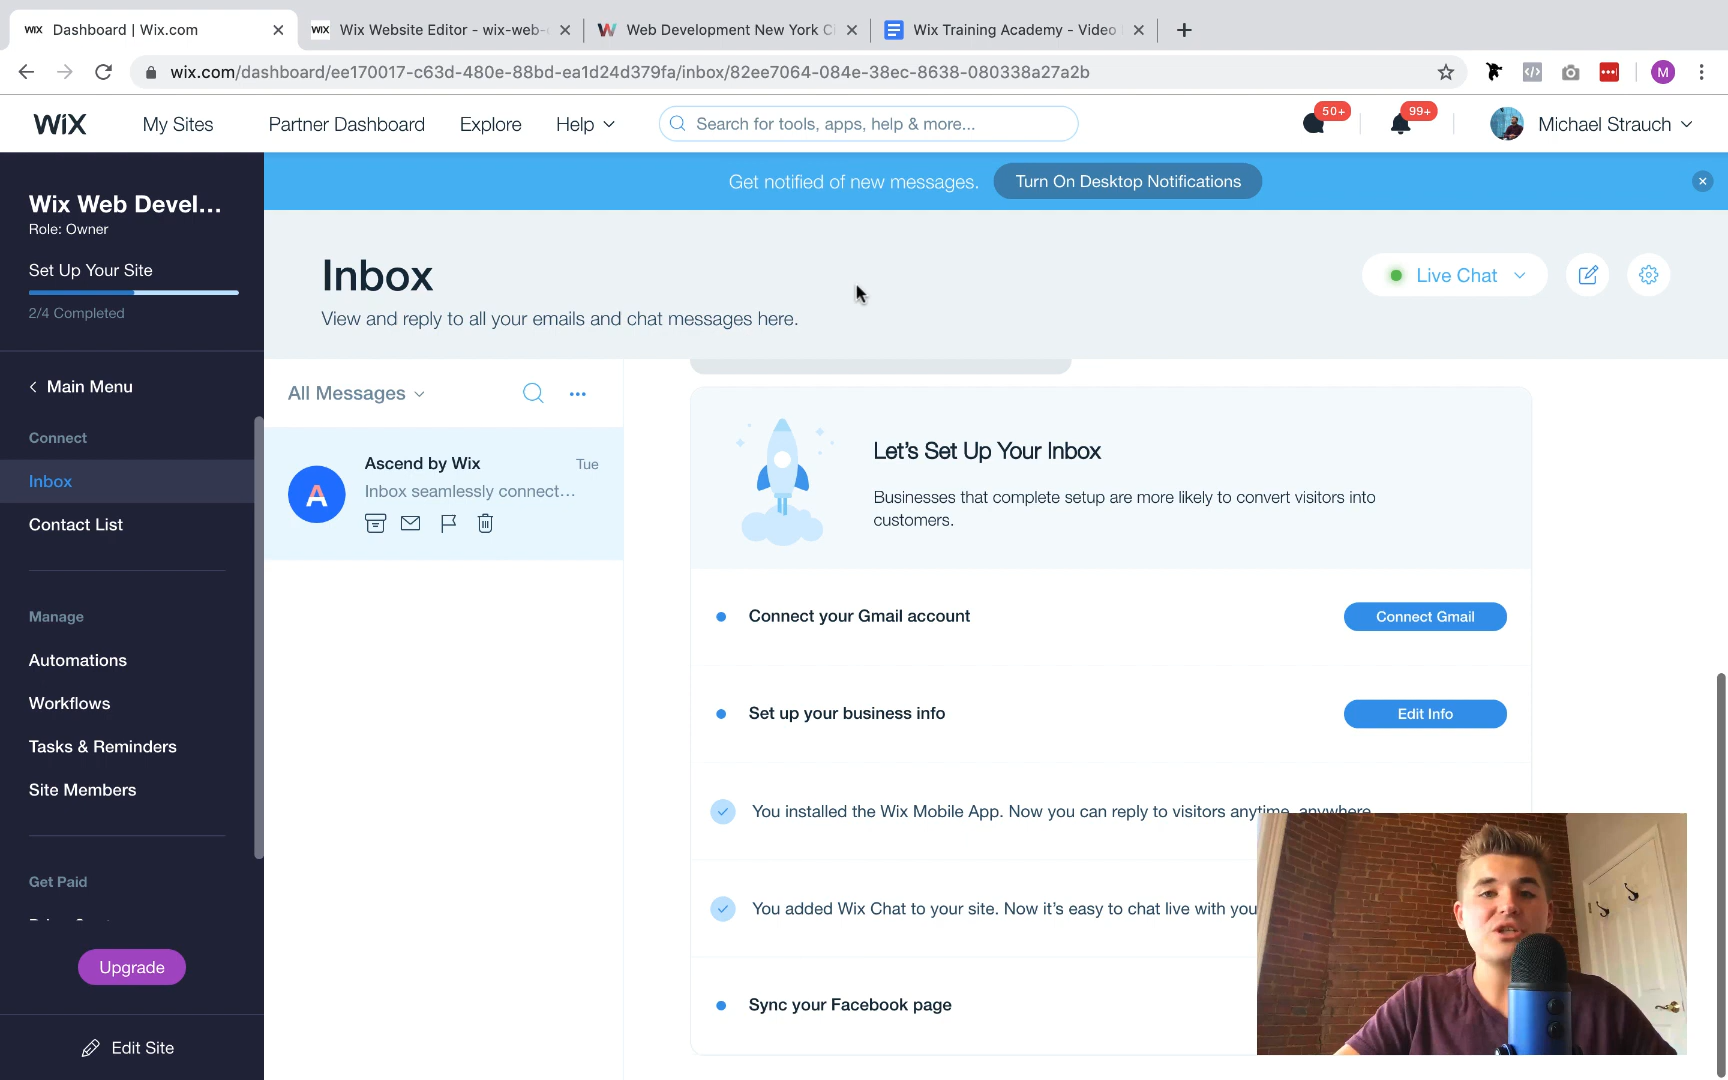 WIX Dashboard | Wix.com
WIX Wix Website Editor - wix-web-
Web Development New York C
Wix Training Academy - Video
wix.com/dashboard/ee170017-c63d-480e-88bd-ea1d24d379fa/inbox/82ee7064-084e-38ec-8638-080338a27a2b
M
WiX
My Sites
Partner Dashboard
Explore
Help
Search for tools, apps, help & more...
50+
99+
Michael Strauch
Get notified of new messages.
Turn On Desktop Notifications
Wix Web Devel...
Role: Owner
Set Up Your Site
2/4 Completed
Main Menu
Connect
Inbox
Contact List
Manage
Automations
Workflows
Tasks & Reminders
Site Members
Get Paid
Upgrade
Edit Site
Inbox
View and reply to all your emails and chat messages here.
Live Chat
All Messages
A
Ascend by Wix
Tue
Inbox seamlessly connect...
Let's Set Up Your Inbox
Businesses that complete setup are more likely to convert visitors into
customers.
Connect your Gmail account
Connect Gmail
Set up your business info
Edit Info
You installed the Wix Mobile App. Now you can reply to visitors anytime, anywhere
You added Wix Chat to your site. Now it's easy to chat live with you
Sync your Facebook page